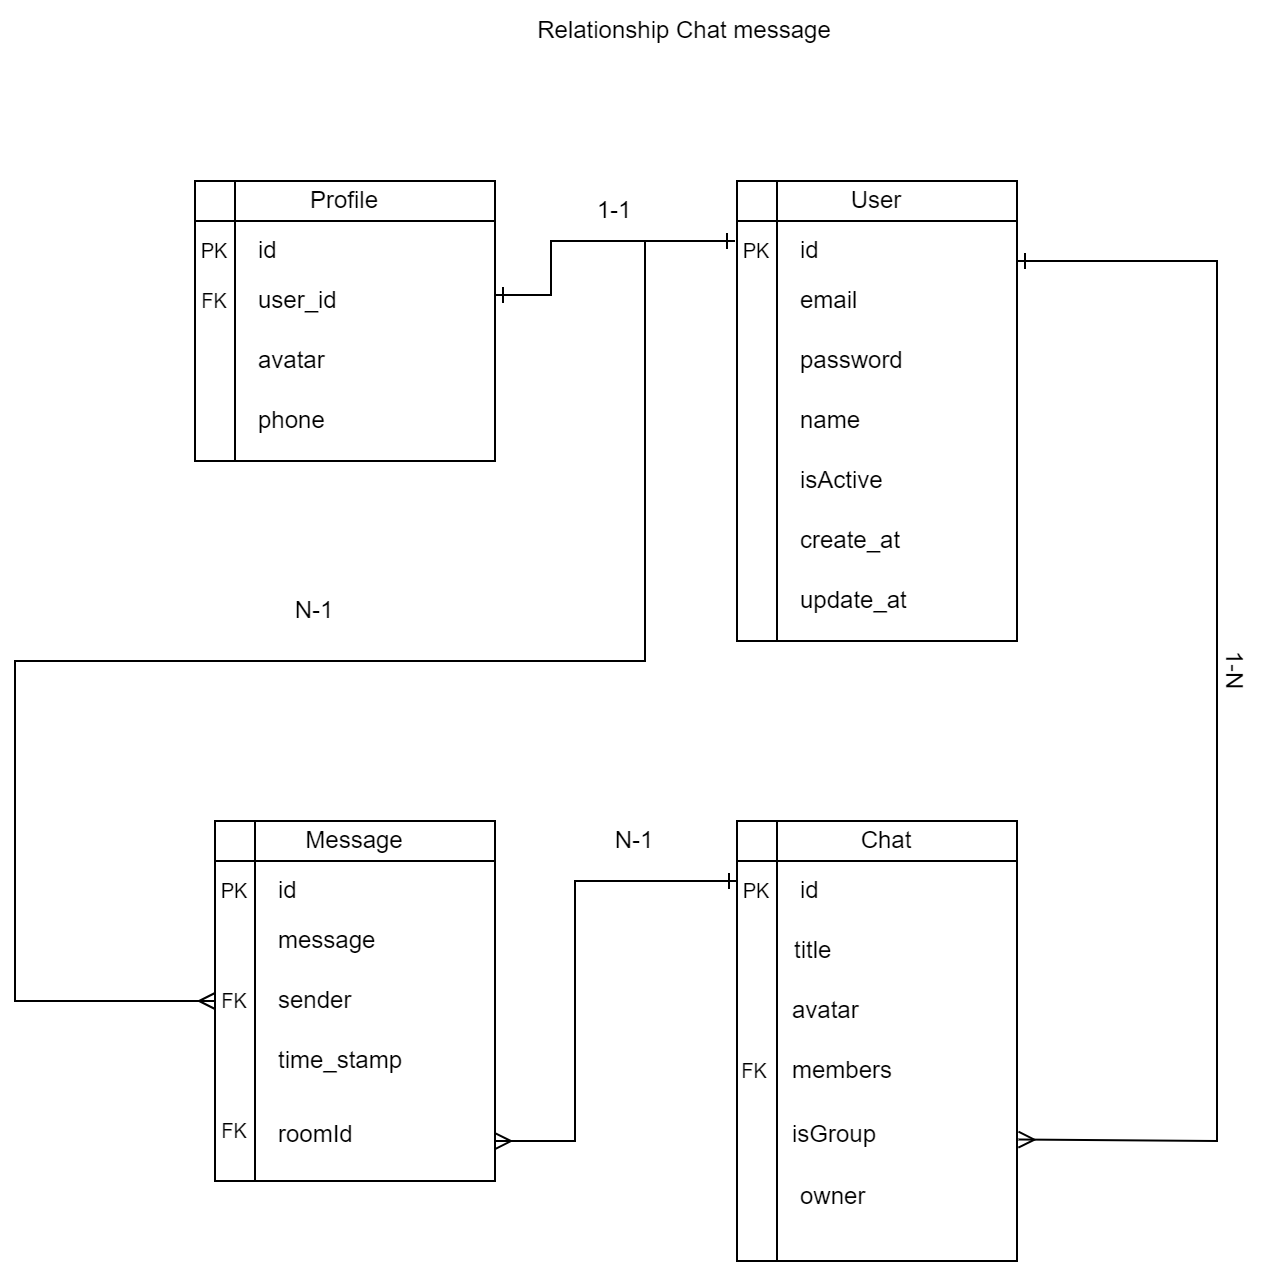 Relationship Chat message
Profile
PK id
FK user_id
avatar
phone
1-1
User
PK id
email
password
name
isActive
create_at
update_at
N-1
1-N
Message
PK id
message
FK sender
time_stamp
FK roomId
N-1
Chat
PK id
title
avatar
FK members
isGroup
owner